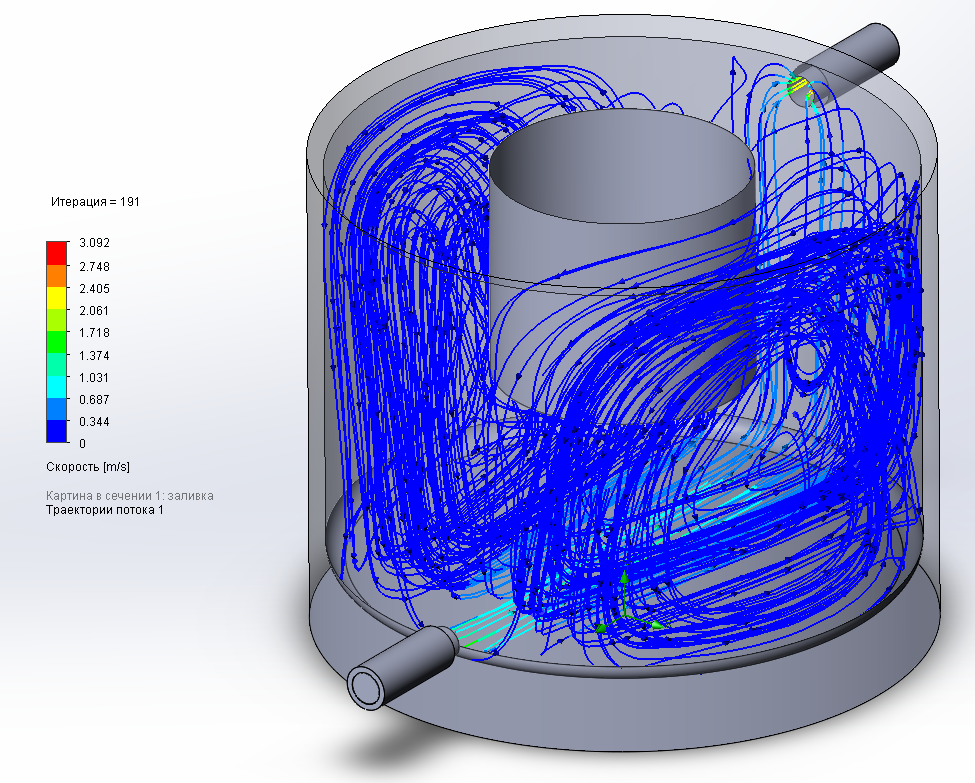 Итерация = 191
3.092
2.748
2.405
2.061
1.718
1.374
1.031
0.687
0.344
0
Скорость [m/s]
Картина в сечении 1: заливка
Траектории потока 1